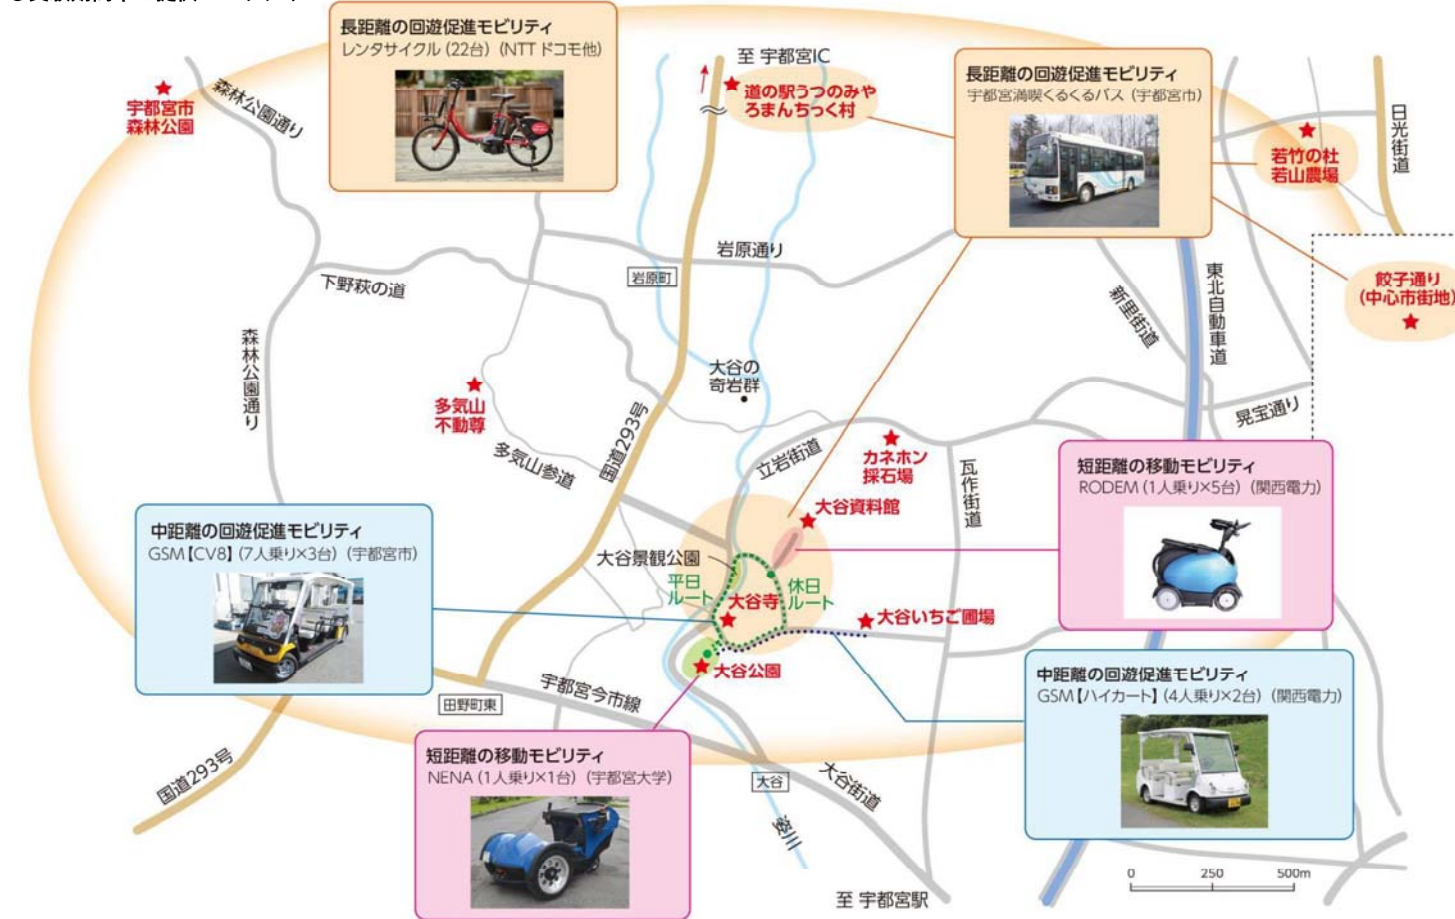 長距離の回遊促進モビリティ
レンタサイクル(22台)(NTTドコモ他)
至 宇都宮IC
道の駅うつのみや
ろまんちっく村
長距離の回遊促進モビリティ
宇都宮満喫くるくるバス(宇都宮市)
宇都宮市
森林公園
森林公園通り
日光街道
若竹の杜
若山農場
岩原通り
下野萩の道
岩原町
新里街道
東北自動車道
餃子通り
(中心市街地)
森林公園通り
大谷の
奇岩群
多気山
不動尊
多気山参道
国道293号
立岩街道
カネホン
採石場
瓦作街道
晃宝通り
短距離の移動モビリティ
RODEM(1人乗り×5台)(関西電力)
大谷資料館
中距離の回遊促進モビリティ
GSM【CV8】(7人乗り×3台)(宇都宮市)
大谷景観公園
平日
ルート
大谷寺
休日
ルート
大谷いちご圃場
大谷公園
中距離の回遊促進モビリティ
GSM【ハイカート】(4人乗り×2台)(関西電力)
宇都宮今市線
田野町東
国道293号
短距離の移動モビリティ
NENA(1人乗り×1台)(宇都宮大学)
大谷
大谷街道
姿川
至 宇都宮駅
0 250 500m